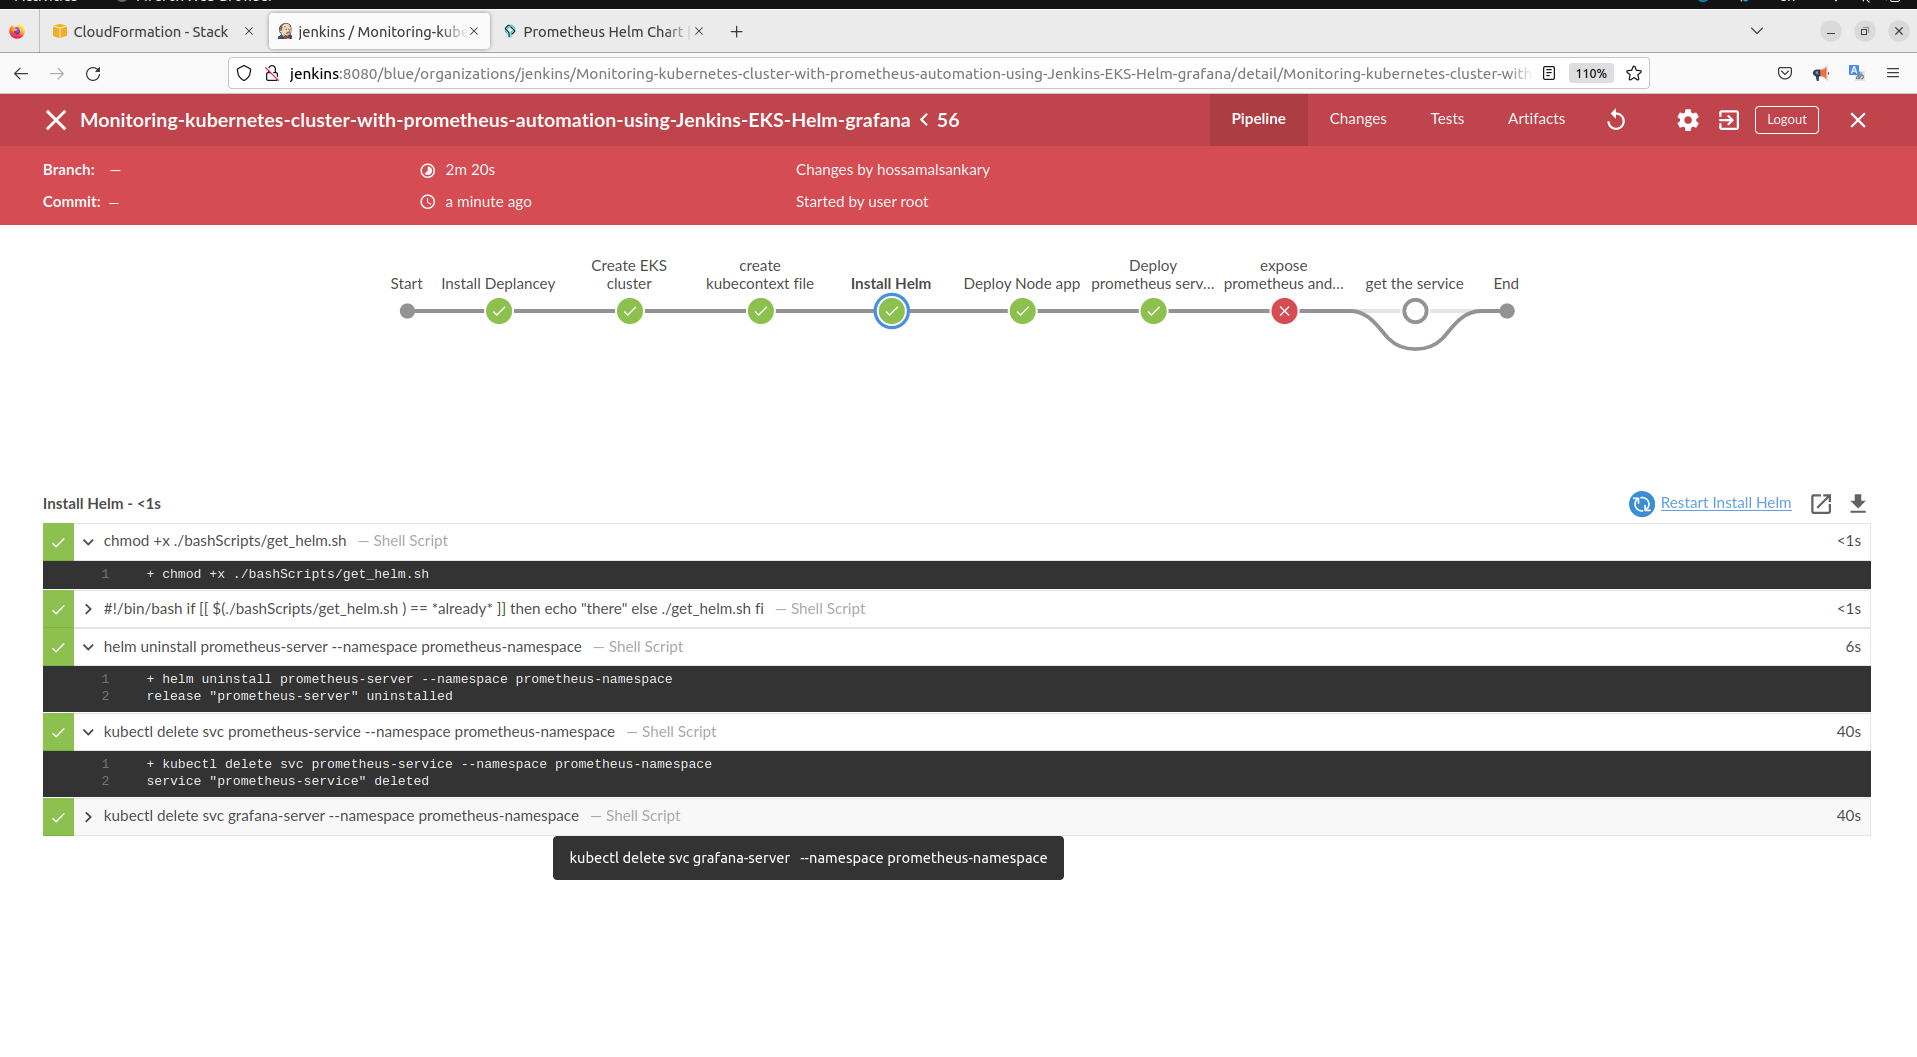 CloudFormation - Stack
jenkins / Monitoring-kube
Prometheus Helm Chart
jenkins:8080/blue/organizations/jenkins/Monitoring-kubernetes-cluster-with-prometheus-automation-using-Jenkins-EKS-Helm-grafana/detail/Monitoring-kubernetes-cluster-with
110%
Monitoring-kubernetes-cluster-with-prometheus-automation-using-Jenkins-EKS-Helm-grafana < 56
Pipeline
Changes
Tests
Artifacts
Logout
Branch: —
2m 20s
Changes by hossamalsankary
Commit: —
a minute ago
Started by user root
Start
Install Deplancey
Create EKS
cluster
create
kubecontext file
Install Helm
Deploy Node app
Deploy
prometheus serv...
expose
prometheus and...
get the service
End
Install Helm - <1s
Restart Install Helm
chmod +x ./bashScripts/get_helm.sh — Shell Script
<1s
1 + chmod +x ./bashScripts/get_helm.sh
#!/bin/bash if [[ $(./bashScripts/get_helm.sh ) == *already* ]] then echo "there" else ./get_helm.sh fi — Shell Script
<1s
helm uninstall prometheus-server --namespace prometheus-namespace — Shell Script
6s
1 + helm uninstall prometheus-server --namespace prometheus-namespace
2 release "prometheus-server" uninstalled
kubectl delete svc prometheus-service --namespace prometheus-namespace — Shell Script
40s
1 + kubectl delete svc prometheus-service --namespace prometheus-namespace
2 service "prometheus-service" deleted
kubectl delete svc grafana-server --namespace prometheus-namespace — Shell Script
40s
kubectl delete svc grafana-server --namespace prometheus-namespace